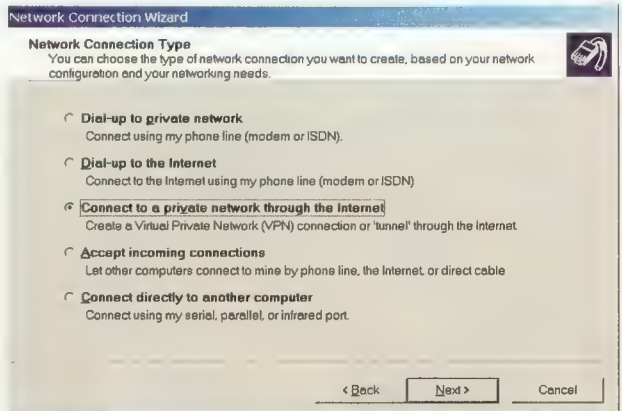 Network Connection Wizard
Network Connection Type
You can choose the type of network connection you want to create, based on your network
configuration and your networking needs.
Dial-up to private network
Connect using my phone line (modem or ISDN).
Dial-up to the Internet
Connect to the Internet using my phone line (modem or ISDN)
Connect to a private network through the Internet
Create a Virtual Private Network (VPN) connection or 'tunnel' through the Internet.
Accept incoming connections
Let other computers connect to mine by phone line, the Internet, or direct cable
Connect directly to another computer
Connect using my serial, parallel, or infrared port.
< Back
Next >
Cancel